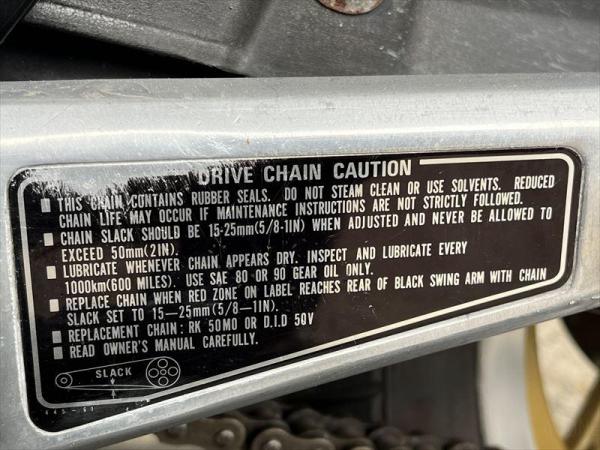 DRIVE CHAIN CAUTION
■ THIS CHAIN CONTAINS RUBBER SEALS. DO NOT STEAM CLEAN OR USE SOLVENTS. REDUCED
CHAIN LIFE MAY OCCUR IF MAINTENANCE INSTRUCTIONS ARE NOT STRICTLY FOLLOWED.
■ CHAIN SLACK SHOULD BE 15-25mm(5/8-1IN) WHEN ADJUSTED AND NEVER BE ALLOWED TO
EXCEED 50mm(2IN).
■ LUBRICATE WHENEVER CHAIN APPEARS DRY. INSPECT AND LUBRICATE EVERY
1000km(600 MILES). USE SAE 80 OR 90 GEAR OIL ONLY.
■ REPLACE CHAIN WHEN RED ZONE ON LABEL REACHES REAR OF BLACK SWING ARM WITH CHAIN
SLACK SET TO 15—25mm(5/8—1IN).
■ REPLACEMENT CHAIN: RK 50MO OR D.I.D 50V
■ READ OWNER'S MANUAL CAREFULLY.
SLACK